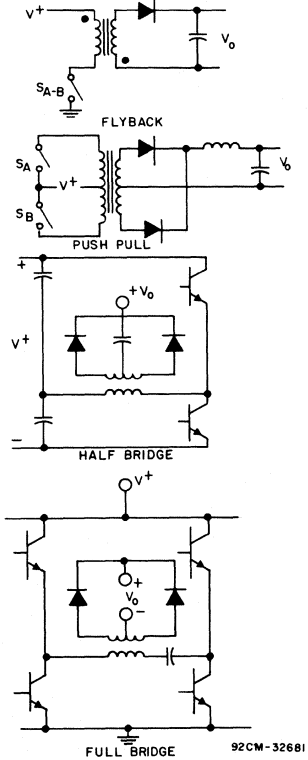 V+
Vo
SA-B
FLYBACK
SA
V+
Vo
SB
PUSH PULL
+
+Vo
V+
−
HALF BRIDGE
V+
+
Vo
−
FULL BRIDGE
92CM-32681